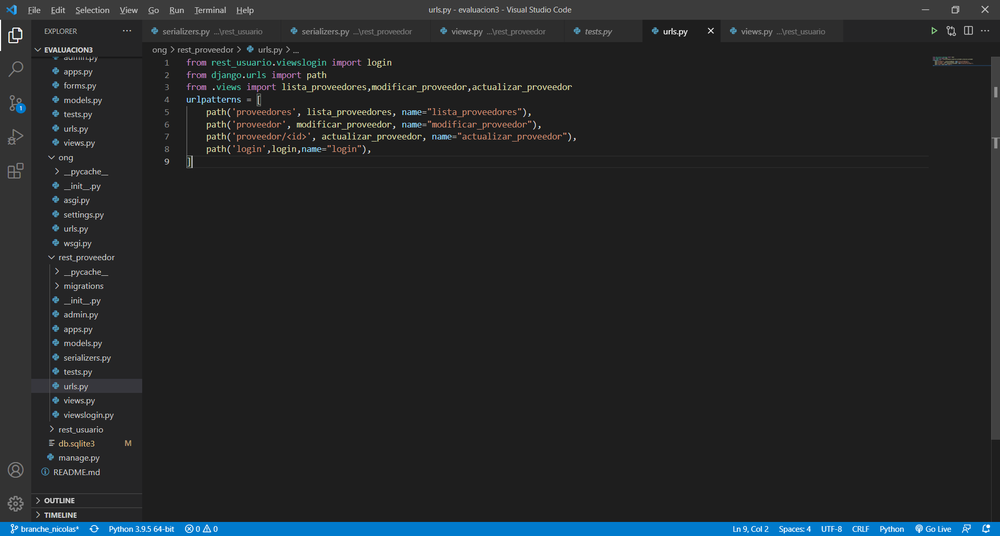 File Edit Selection View Go Run Terminal Help
urls.py - evaluacion3 - Visual Studio Code
EXPLORER
EVALUACION3
admin.py
apps.py
forms.py
models.py
tests.py
urls.py
views.py
ong
__pycache__
__init__.py
asgi.py
settings.py
urls.py
wsgi.py
rest_proveedor
__pycache__
migrations
__init__.py
admin.py
apps.py
models.py
serializers.py
tests.py
urls.py
views.py
viewslogin.py
rest_usuario
db.sqlite3 M
manage.py
README.md
OUTLINE
TIMELINE
1
serializers.py ...\rest_usuario
serializers.py ...\rest_proveedor
views.py ...\rest_proveedor
tests.py
urls.py
views.py ...\rest_usuario
ong > rest_proveedor > urls.py > ...
1 from rest_usuario.viewslogin import login
2 from django.urls import path
3 from .views import lista_proveedores,modificar_proveedor,actualizar_proveedor
4 urlpatterns = [
5 path('proveedores', lista_proveedores, name="lista_proveedores"),
6 path('proveedor', modificar_proveedor, name="modificar_proveedor"),
7 path('proveedor/<id>', actualizar_proveedor, name="actualizar_proveedor"),
8 path('login',login,name="login"),
9 ]
branche_nicolas* Python 3.9.5 64-bit 0 0
Ln 9, Col 2 Spaces: 4 UTF-8 CRLF Python Go Live